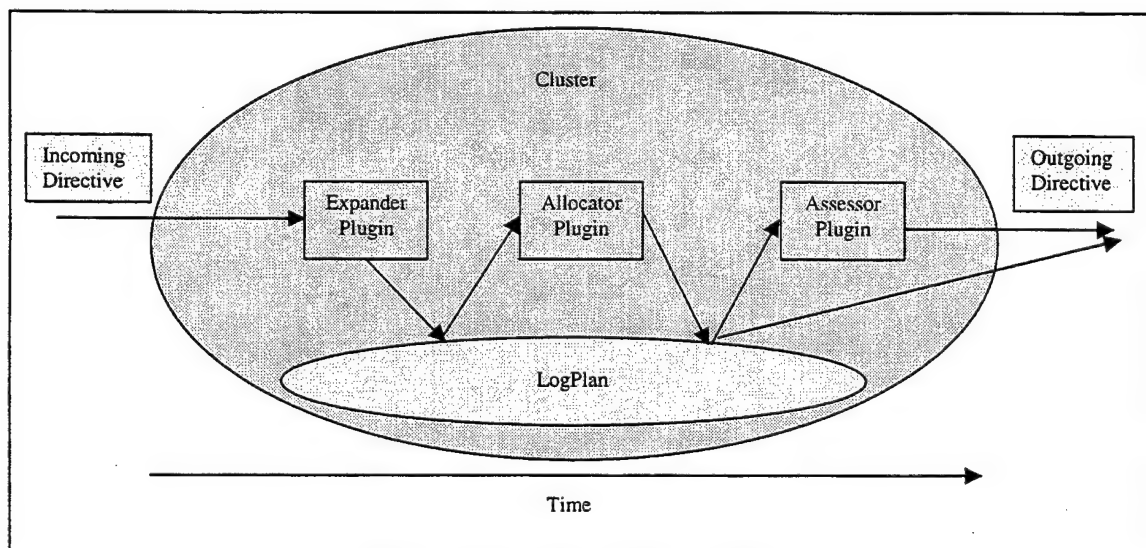 Cluster
Incoming
Directive
Outgoing
Directive
Expander
Plugin
Allocator
Plugin
Assessor
Plugin
LogPlan
Time